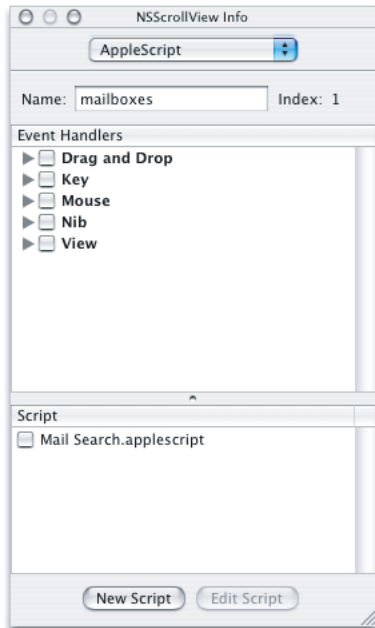 NSScrollView Info
AppleScript
Name: mailboxes Index: 1
Event Handlers
Drag and Drop
Key
Mouse
Nib
View
Script
Mail Search.applescript
New Script Edit Script